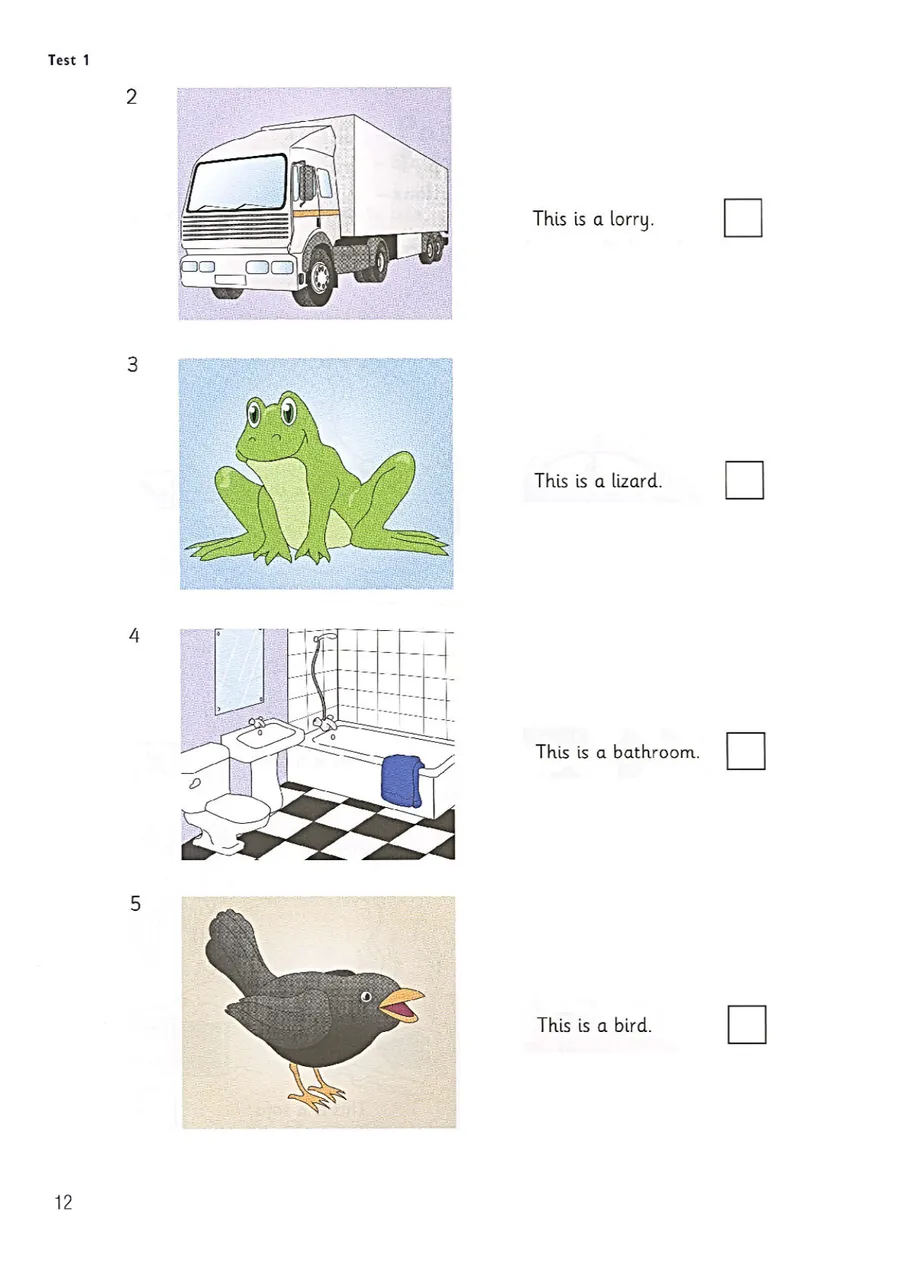 Test 1
2
This is a lorry.
3
This is a lizard.
4
This is a bathroom.
5
This is a bird.
12